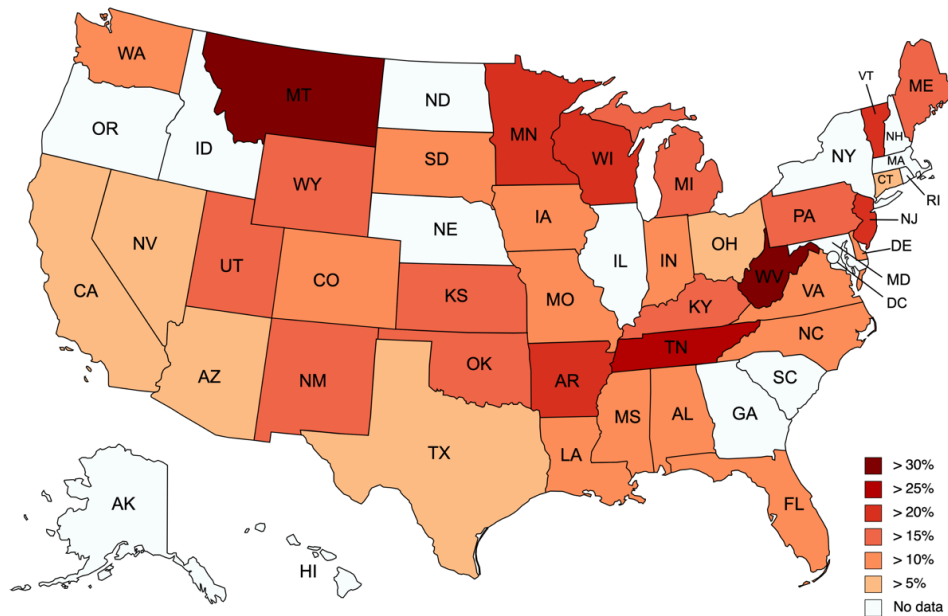 WA
MT
ND
MN
VT
ME
OR
ID
SD
WI
NY
NH
MA
CT
RI
WY
MI
IA
NE
PA
NJ
NV
UT
CO
IL
IN
OH
DE
MD
DC
CA
KS
MO
WV
VA
KY
NC
AZ
NM
OK
AR
TN
SC
TX
LA
MS
AL
GA
FL
AK
HI
> 30%
> 25%
> 20%
> 15%
> 10%
> 5%
No data